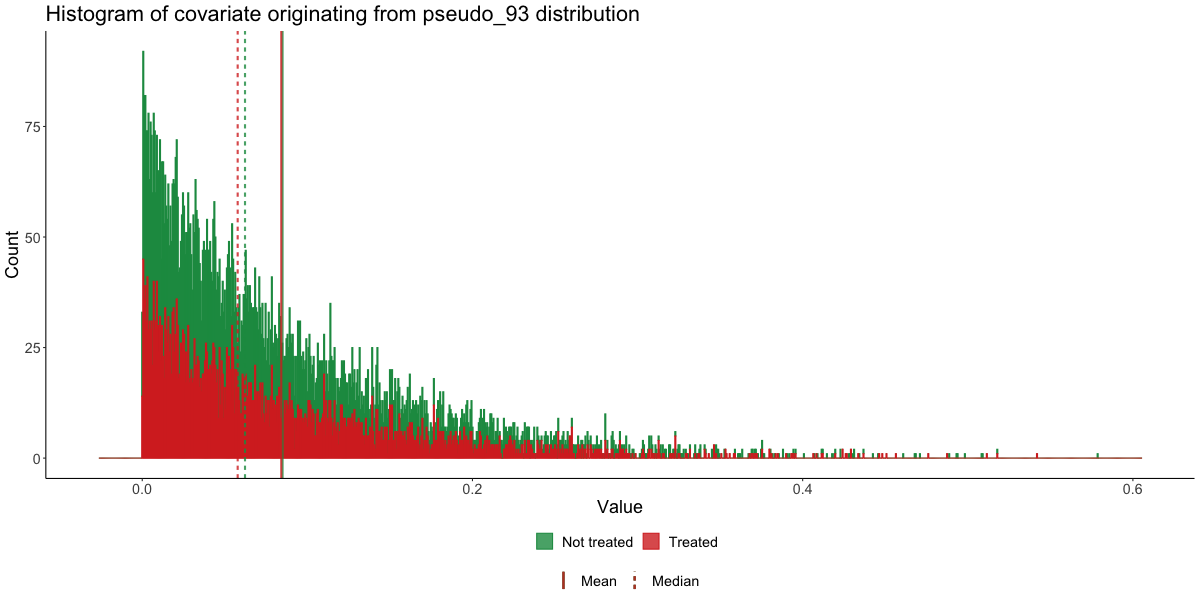 Histogram of covariate originating from pseudo_93 distribution
Count
75
50
25
0
0.0 0.2 0.4 0.6
Value
Not treated Treated
Mean Median